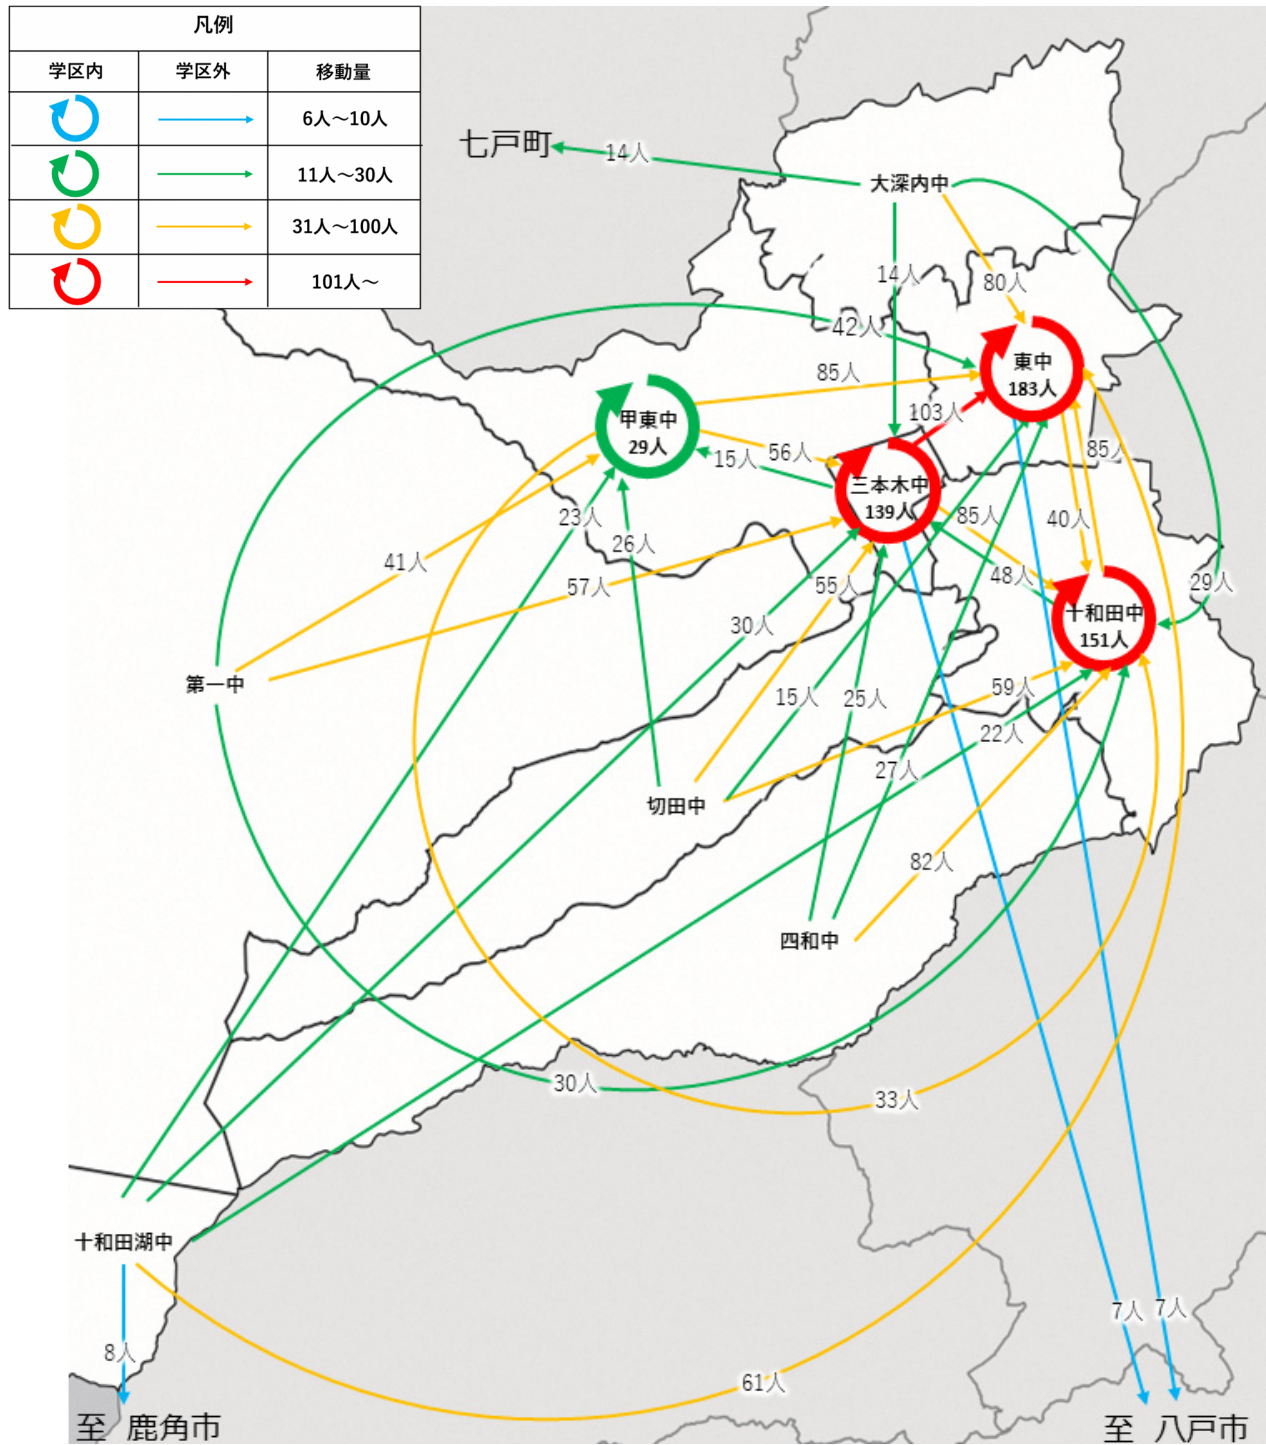 凡例
学区内 学区外 移動量
6人～10人
11人～30人
31人～100人
101人～
七戸町
14人
大深内中
14人
80人
42人
東中
183人
85人
103人
甲東中
29人
56人
15人
85人
三本木中
139人
23人
26人
85人
40人
41人
57人
55人
48人
29人
十和田中
151人
30人
第一中
15人
25人
59人
22人
27人
切田中
82人
四和中
30人
33人
十和田湖中
7人
7人
8人
61人
至 鹿角市
至 八戸市